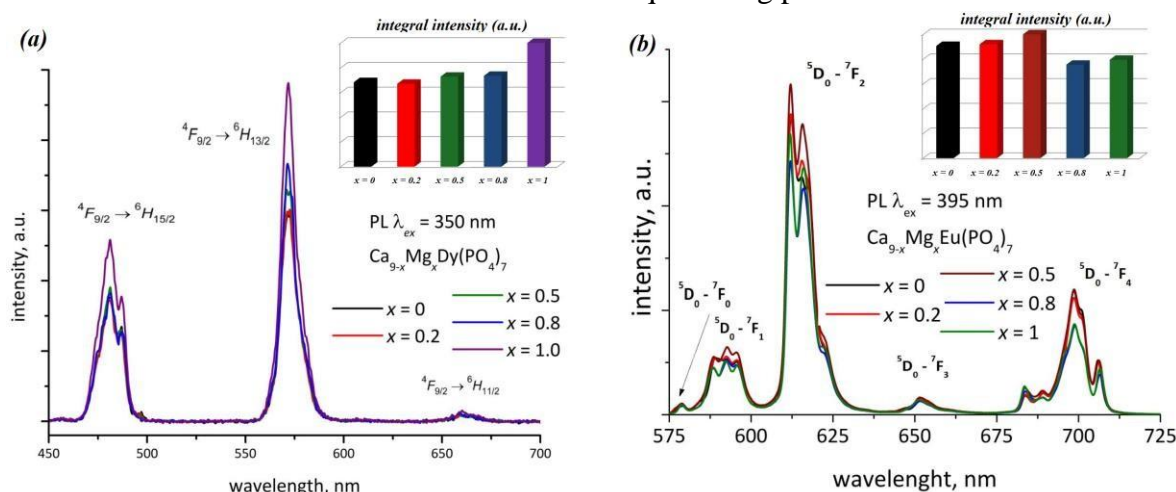 (a)
integral intensity (a.u.)
x = 0 x = 0.2 x = 0.5 x = 0.8 x = 1
⁴F₉/₂ → ⁶H₁₃/₂
⁴F₉/₂ → ⁶H₁₅/₂
PL λₑₓ = 350 nm
Ca₉₋ₓMgₓDy(PO₄)₇
x = 0
x = 0.2
x = 0.5
x = 0.8
x = 1.0
⁴F₉/₂ → ⁶H₁₁/₂
intensity, a.u.
450 500 550 600 650 700
wavelength, nm
(b)
integral intensity (a.u.)
x = 0 x = 0.2 x = 0.5 x = 0.8 x = 1
⁵D₀ - ⁷F₂
PL λₑₓ = 395 nm
Ca₉₋ₓMgₓEu(PO₄)₇
x = 0
x = 0.2
x = 0.5
x = 0.8
x = 1
⁵D₀ - ⁷F₀
⁵D₀ - ⁷F₁
⁵D₀ - ⁷F₃
⁵D₀ - ⁷F₄
intensity, a.u.
575 600 625 650 675 700 725
wavelenght, nm